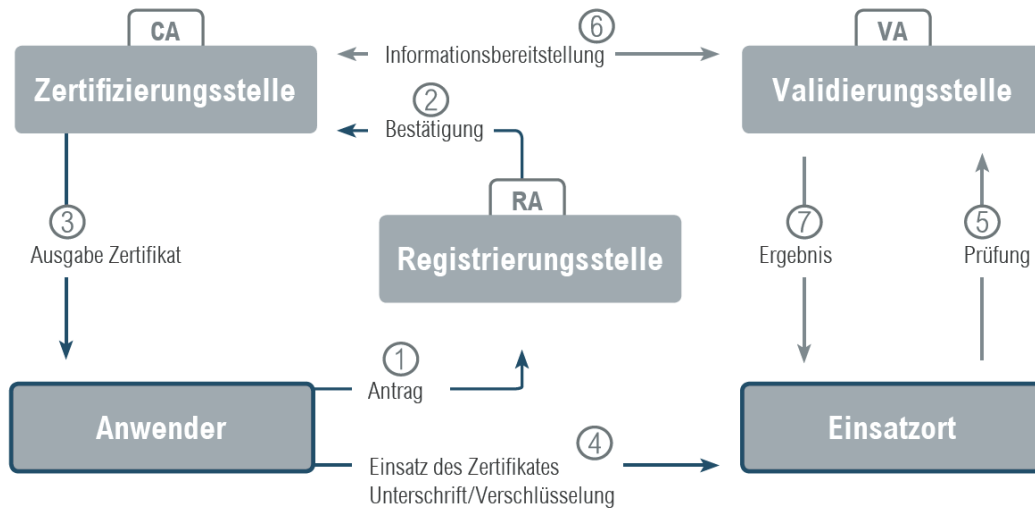 CA
Zertifizierungsstelle
6
Informationsbereitstellung
VA
Validierungsstelle
2
Bestätigung
RA
Registrierungsstelle
3
Ausgabe Zertifikat
7
Ergebnis
5
Prüfung
1
Antrag
Anwender
4
Einsatz des Zertifikates
Unterschrift/Verschlüsselung
Einsatzort